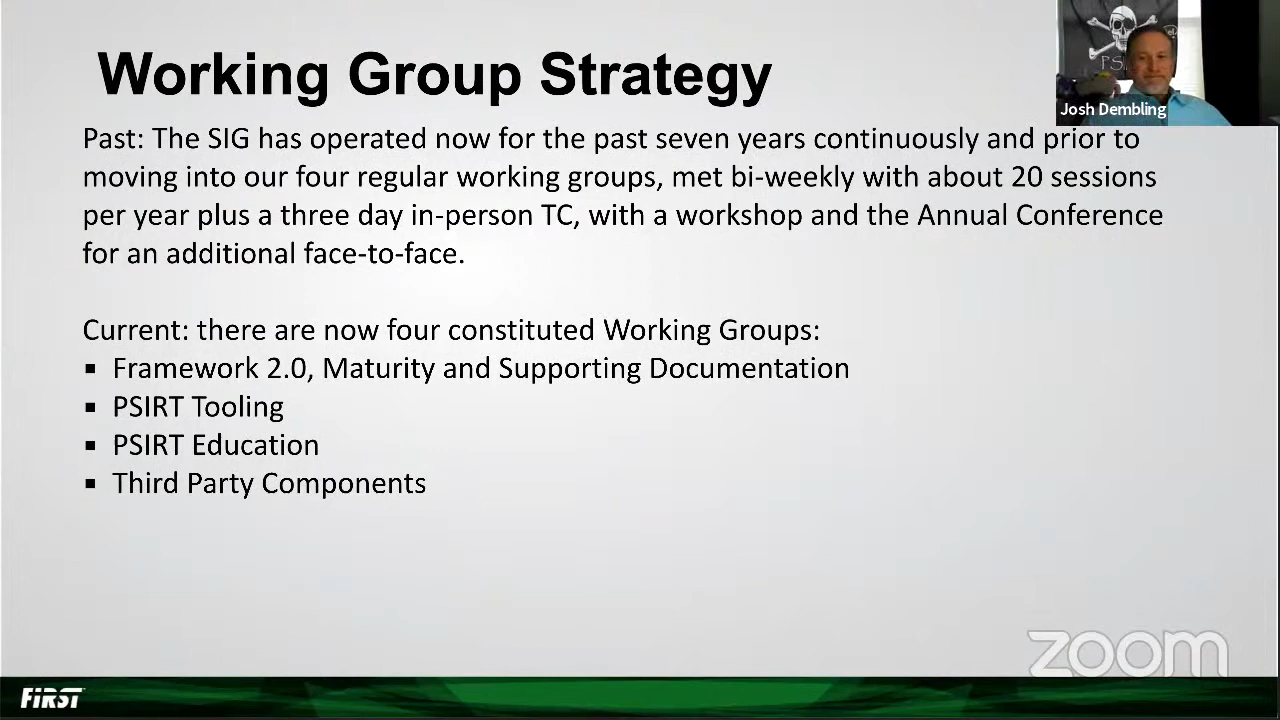 Working Group Strategy
Josh Dembling
Past: The SIG has operated now for the past seven years continuously and prior to
moving into our four regular working groups, met bi-weekly with about 20 sessions
per year plus a three day in-person TC, with a workshop and the Annual Conference
for an additional face-to-face.
Current: there are now four constituted Working Groups:
▪ Framework 2.0, Maturity and Supporting Documentation
▪ PSIRT Tooling
▪ PSIRT Education
▪ Third Party Components
zoom
FiRST